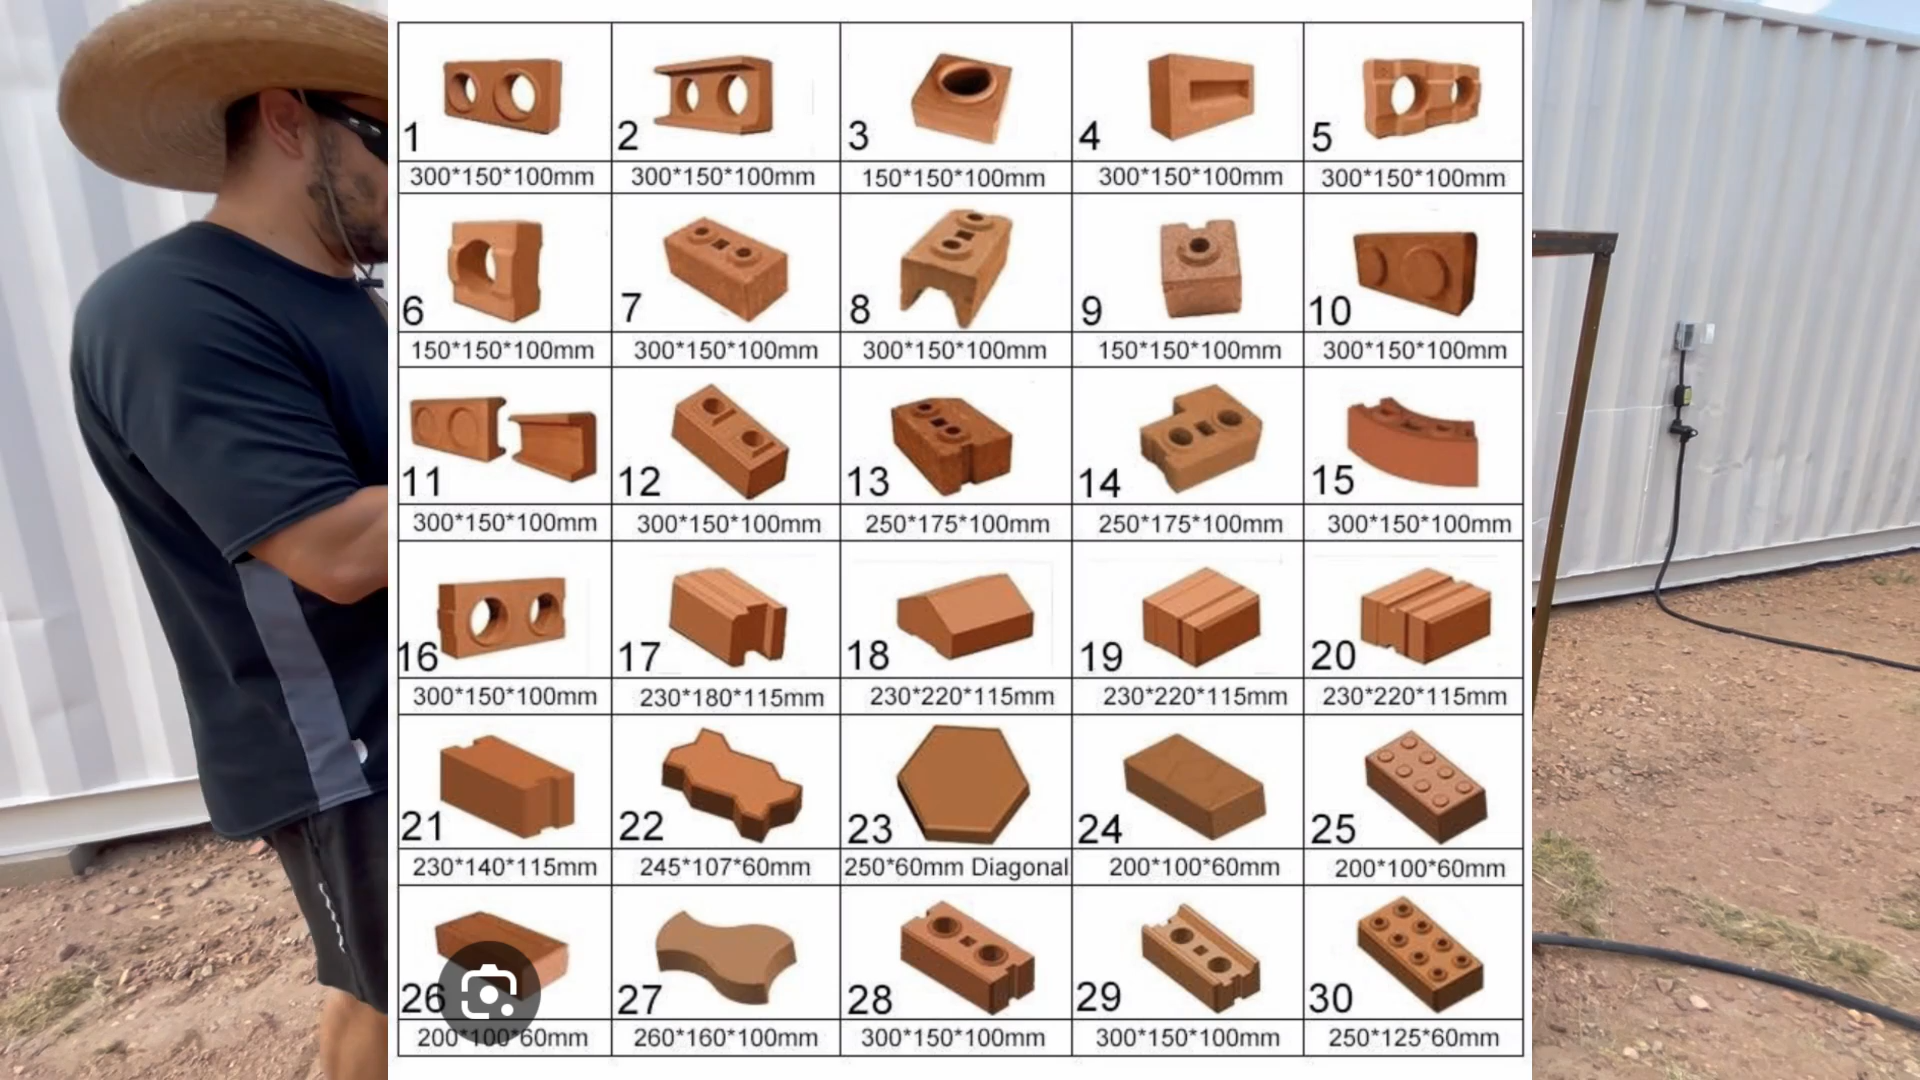 1 2 3 4 5
300*150*100mm 300*150*100mm 150*150*100mm 300*150*100mm 300*150*100mm
6 7 8 9 10
150*150*100mm 300*150*100mm 300*150*100mm 150*150*100mm 300*150*100mm
11 12 13 14 15
300*150*100mm 300*150*100mm 250*175*100mm 250*175*100mm 300*150*100mm
16 17 18 19 20
300*150*100mm 230*180*115mm 230*220*115mm 230*220*115mm 230*220*115mm
21 22 23 24 25
230*140*115mm 245*107*60mm 250*60mm Diagonal 200*100*60mm 200*100*60mm
26 27 28 29 30
200*100*60mm 260*160*100mm 300*150*100mm 300*150*100mm 250*125*60mm